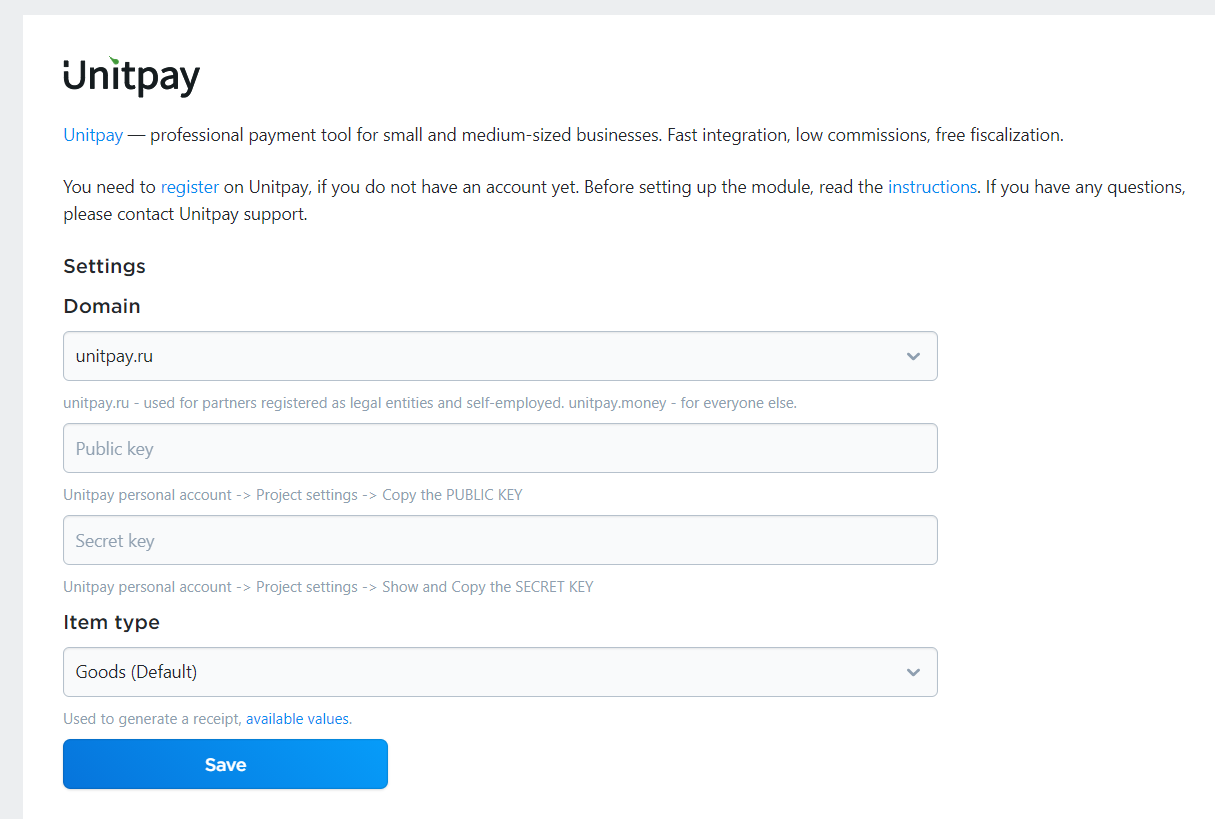 Unitpay
Unitpay — professional payment tool for small and medium-sized businesses. Fast integration, low commissions, free fiscalization.
You need to register on Unitpay, if you do not have an account yet. Before setting up the module, read the instructions. If you have any questions,
please contact Unitpay support.
Settings
Domain
unitpay.ru
unitpay.ru - used for partners registered as legal entities and self-employed. unitpay.money - for everyone else.
Public key
Unitpay personal account -> Project settings -> Copy the PUBLIC KEY
Secret key
Unitpay personal account -> Project settings -> Show and Copy the SECRET KEY
Item type
Goods (Default)
Used to generate a receipt, available values.
Save